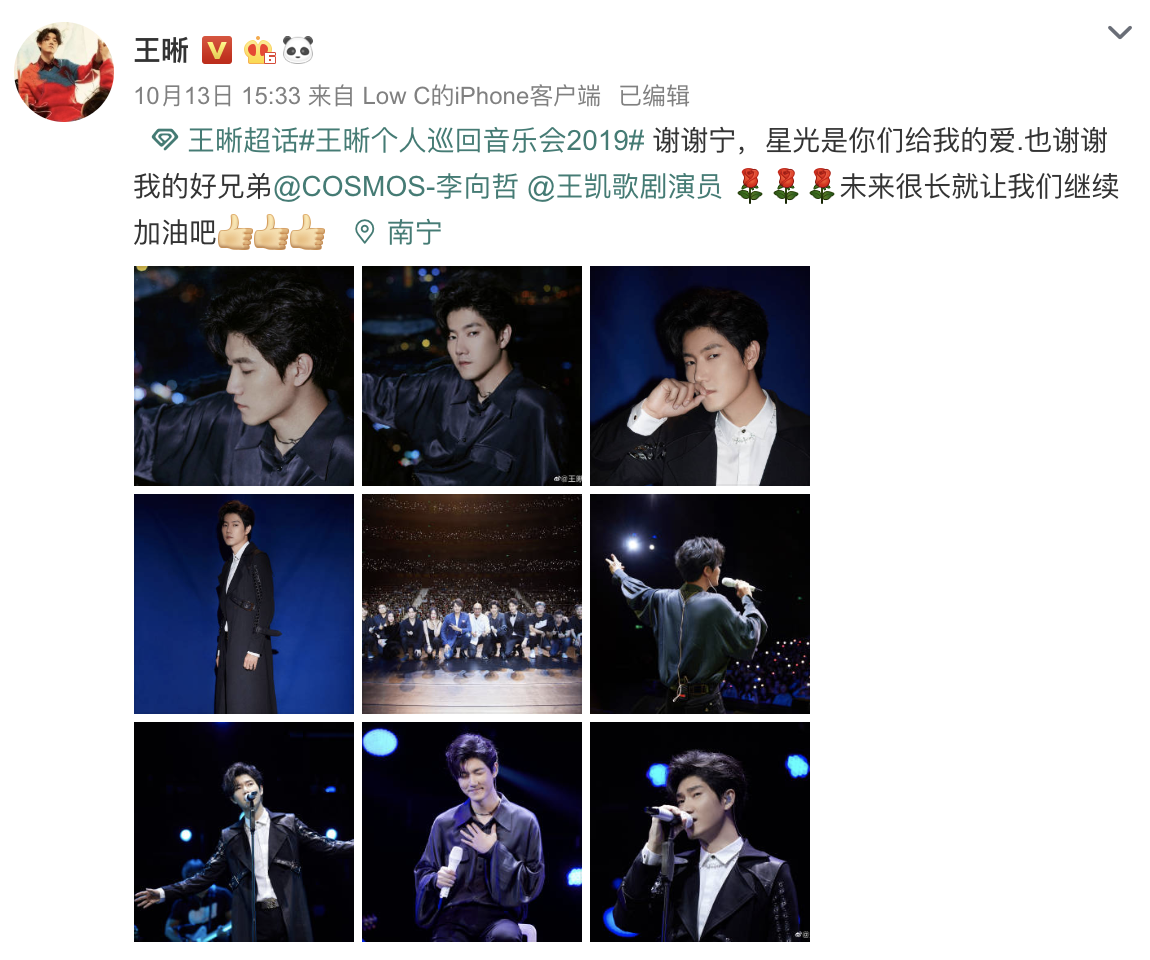 王晰
10月13日 15:33 来自 Low C的iPhone客户端 已编辑
王晰超话#王晰个人巡回音乐会2019# 谢谢宁，星光是你们给我的爱.也谢谢
我的好兄弟@COSMOS-李向哲 @王凯歌剧演员 🌹🌹🌹未来很长就让我们继续
加油吧👍👍👍 南宁
@王晰